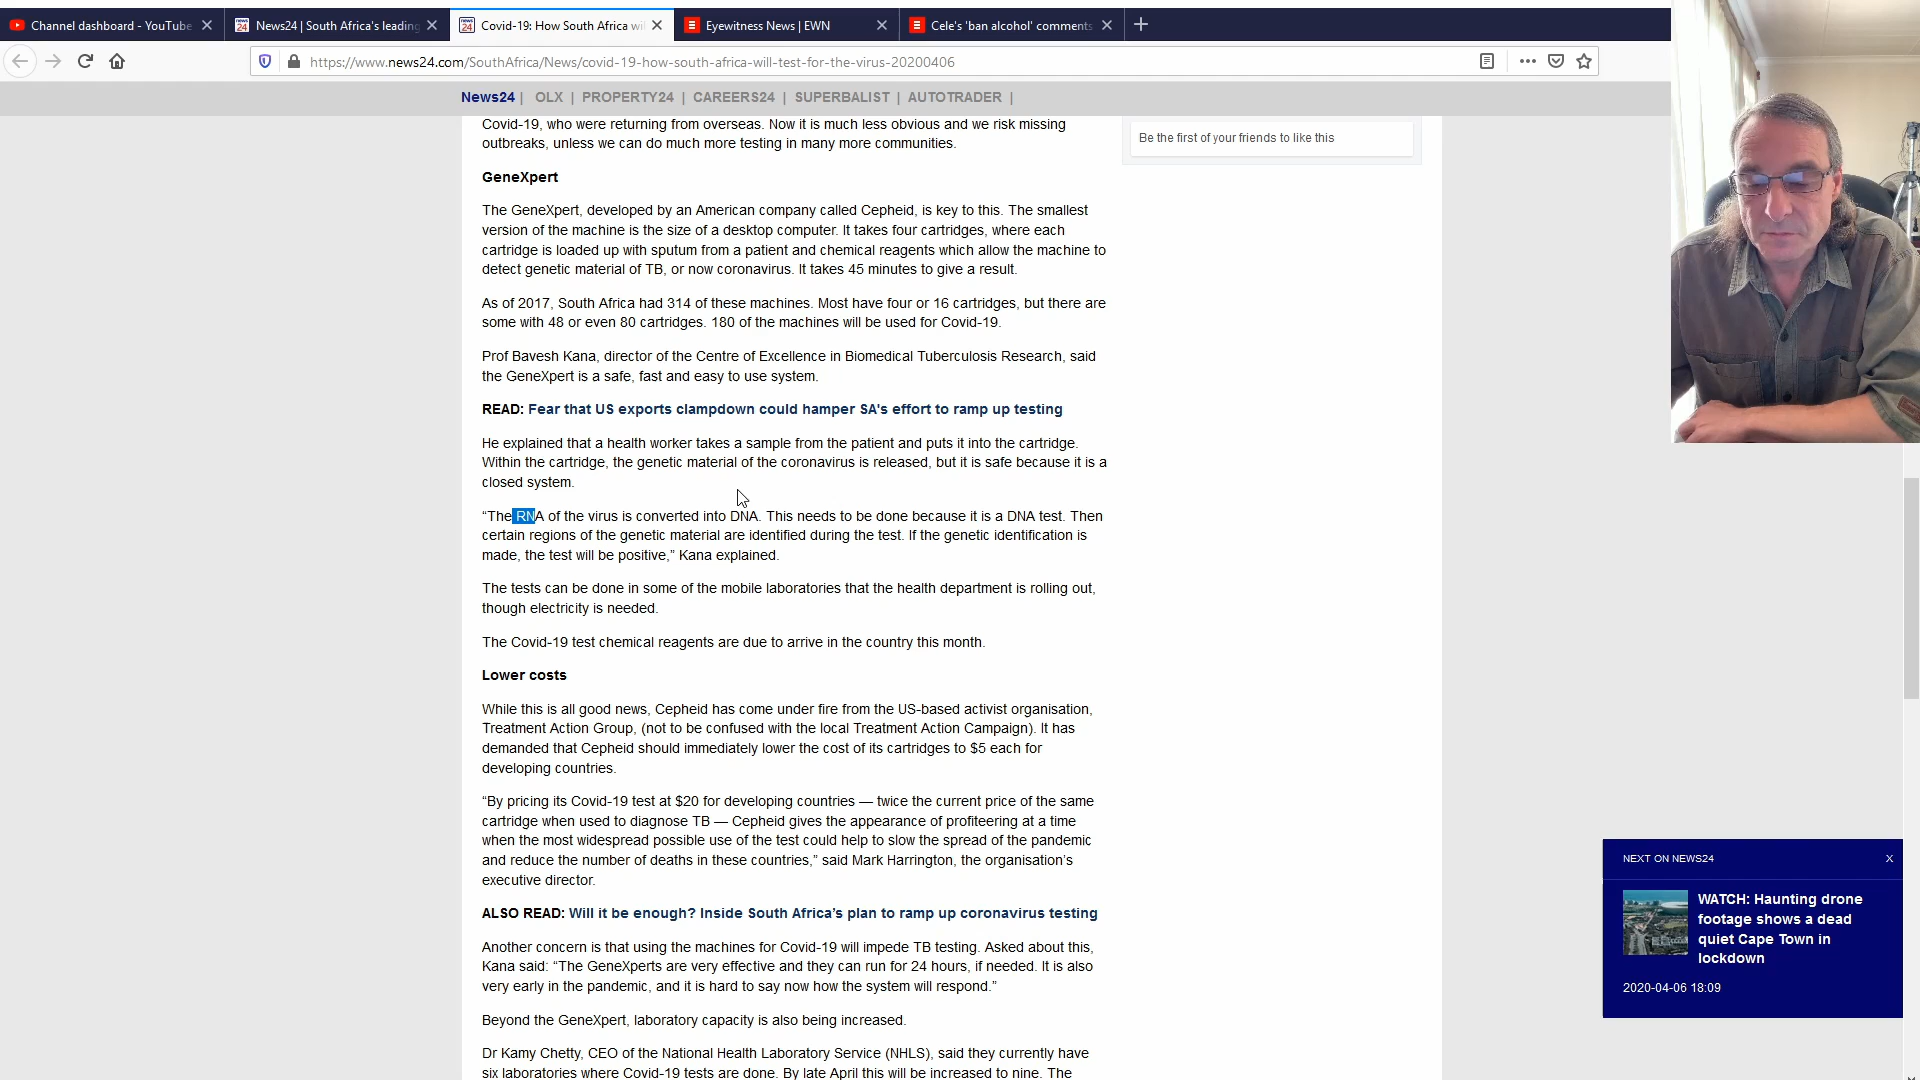 Channel dashboard - YouTube
News24 | South Africa's leading
Covid-19: How South Africa wi
Eyewitness News | EWN
Cele's 'ban alcohol' comments
https://www.news24.com/SouthAfrica/News/covid-19-how-south-africa-will-test-for-the-virus-20200406
News24 | OLX | PROPERTY24 | CAREERS24 | SUPERBALIST | AUTOTRADER |
Covid-19, who were returning from overseas. Now it is much less obvious and we risk missing
outbreaks, unless we can do much more testing in many more communities.
Be the first of your friends to like this
GeneXpert
The GeneXpert, developed by an American company called Cepheid, is key to this. The smallest
version of the machine is the size of a desktop computer. It takes four cartridges, where each
cartridge is loaded up with sputum from a patient and chemical reagents which allow the machine to
detect genetic material of TB, or now coronavirus. It takes 45 minutes to give a result.
As of 2017, South Africa had 314 of these machines. Most have four or 16 cartridges, but there are
some with 48 or even 80 cartridges. 180 of the machines will be used for Covid-19.
Prof Bavesh Kana, director of the Centre of Excellence in Biomedical Tuberculosis Research, said
the GeneXpert is a safe, fast and easy to use system.
READ: Fear that US exports clampdown could hamper SA's effort to ramp up testing
He explained that a health worker takes a sample from the patient and puts it into the cartridge.
Within the cartridge, the genetic material of the coronavirus is released, but it is safe because it is a
closed system.
“The RNA of the virus is converted into DNA. This needs to be done because it is a DNA test. Then
certain regions of the genetic material are identified during the test. If the genetic identification is
made, the test will be positive,” Kana explained.
The tests can be done in some of the mobile laboratories that the health department is rolling out,
though electricity is needed.
The Covid-19 test chemical reagents are due to arrive in the country this month.
Lower costs
While this is all good news, Cepheid has come under fire from the US-based activist organisation,
Treatment Action Group, (not to be confused with the local Treatment Action Campaign). It has
demanded that Cepheid should immediately lower the cost of its cartridges to $5 each for
developing countries.
“By pricing its Covid-19 test at $20 for developing countries — twice the current price of the same
cartridge when used to diagnose TB — Cepheid gives the appearance of profiteering at a time
when the most widespread possible use of the test could help to slow the spread of the pandemic
and reduce the number of deaths in these countries,” said Mark Harrington, the organisation’s
executive director.
ALSO READ: Will it be enough? Inside South Africa’s plan to ramp up coronavirus testing
Another concern is that using the machines for Covid-19 will impede TB testing. Asked about this,
Kana said: “The GeneXperts are very effective and they can run for 24 hours, if needed. It is also
very early in the pandemic, and it is hard to say now how the system will respond.”
Beyond the GeneXpert, laboratory capacity is also being increased.
Dr Kamy Chetty, CEO of the National Health Laboratory Service (NHLS), said they currently have
six laboratories where Covid-19 tests are done. By late April this will be increased to nine. The
NEXT ON NEWS24 X
WATCH: Haunting drone
footage shows a dead
quiet Cape Town in
lockdown
2020-04-06 18:09